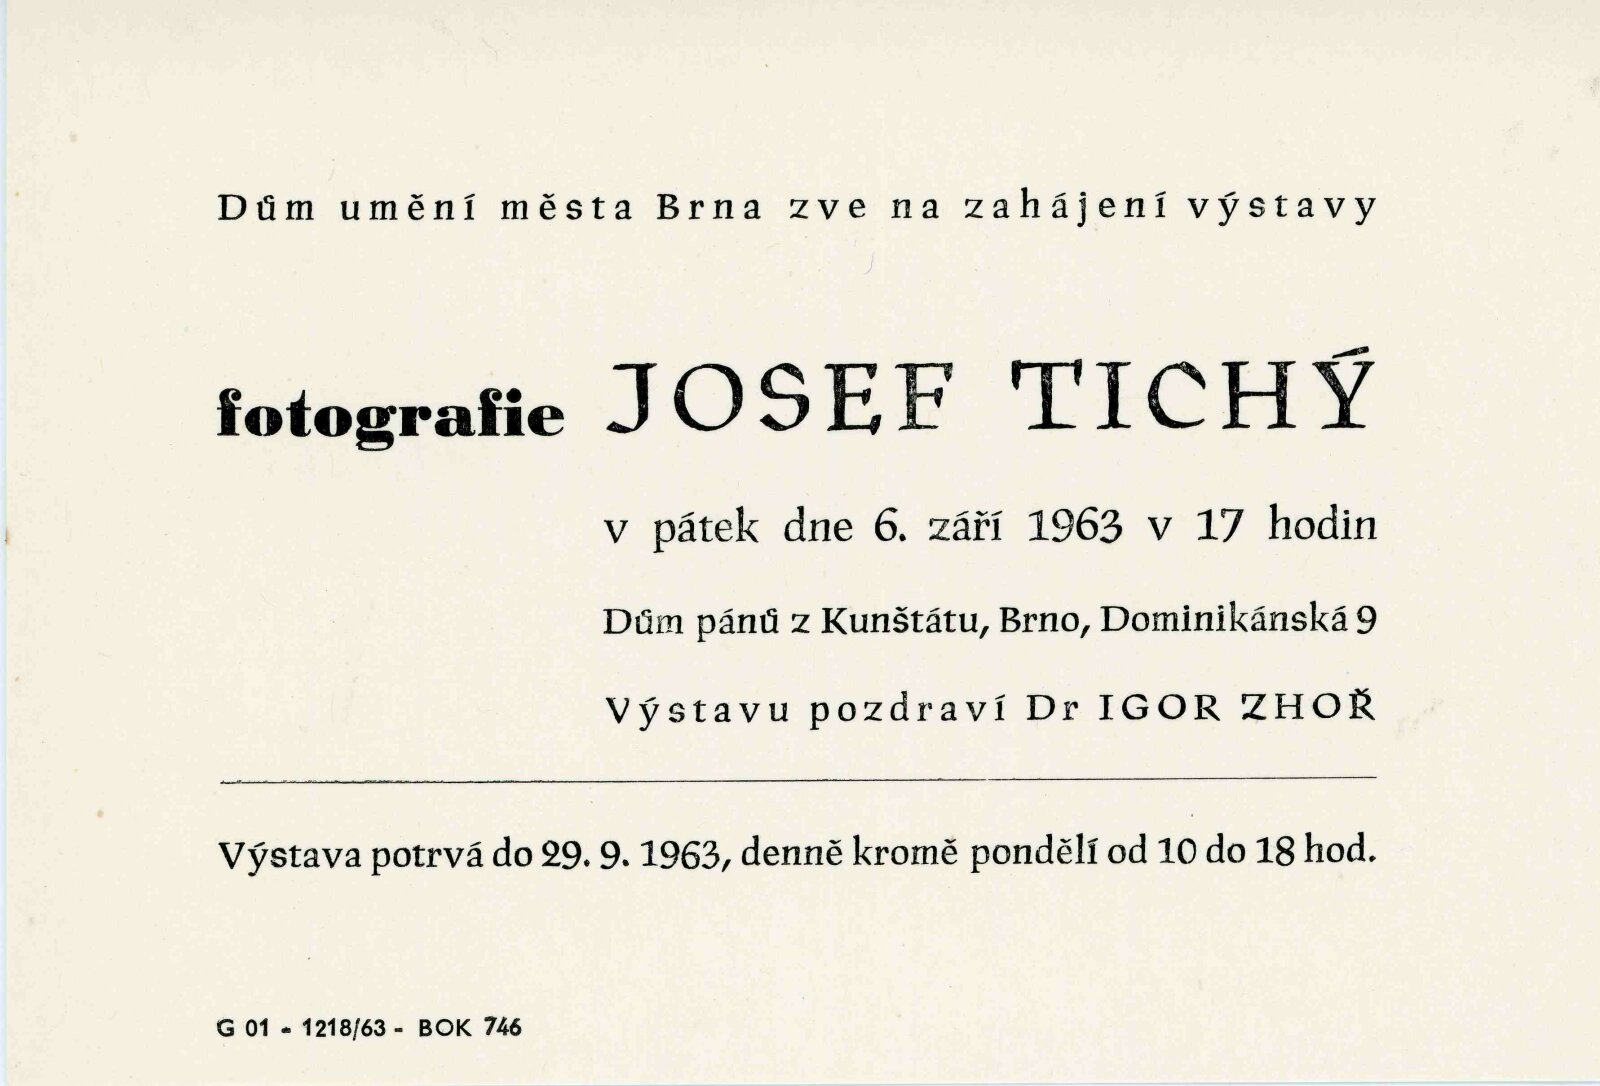 Dům umění města Brna zve na zahájení výstavy
fotografie JOSEF TICHÝ
v pátek dne 6. září 1963 v 17 hodin
Dům pánů z Kunštátu, Brno, Dominikánská 9
Výstavu pozdraví Dr IGOR ZHOŘ
Výstava potrvá do 29. 9. 1963, denně kromě pondělí od 10 do 18 hod.
G 01 - 1218/63 - BOK 746